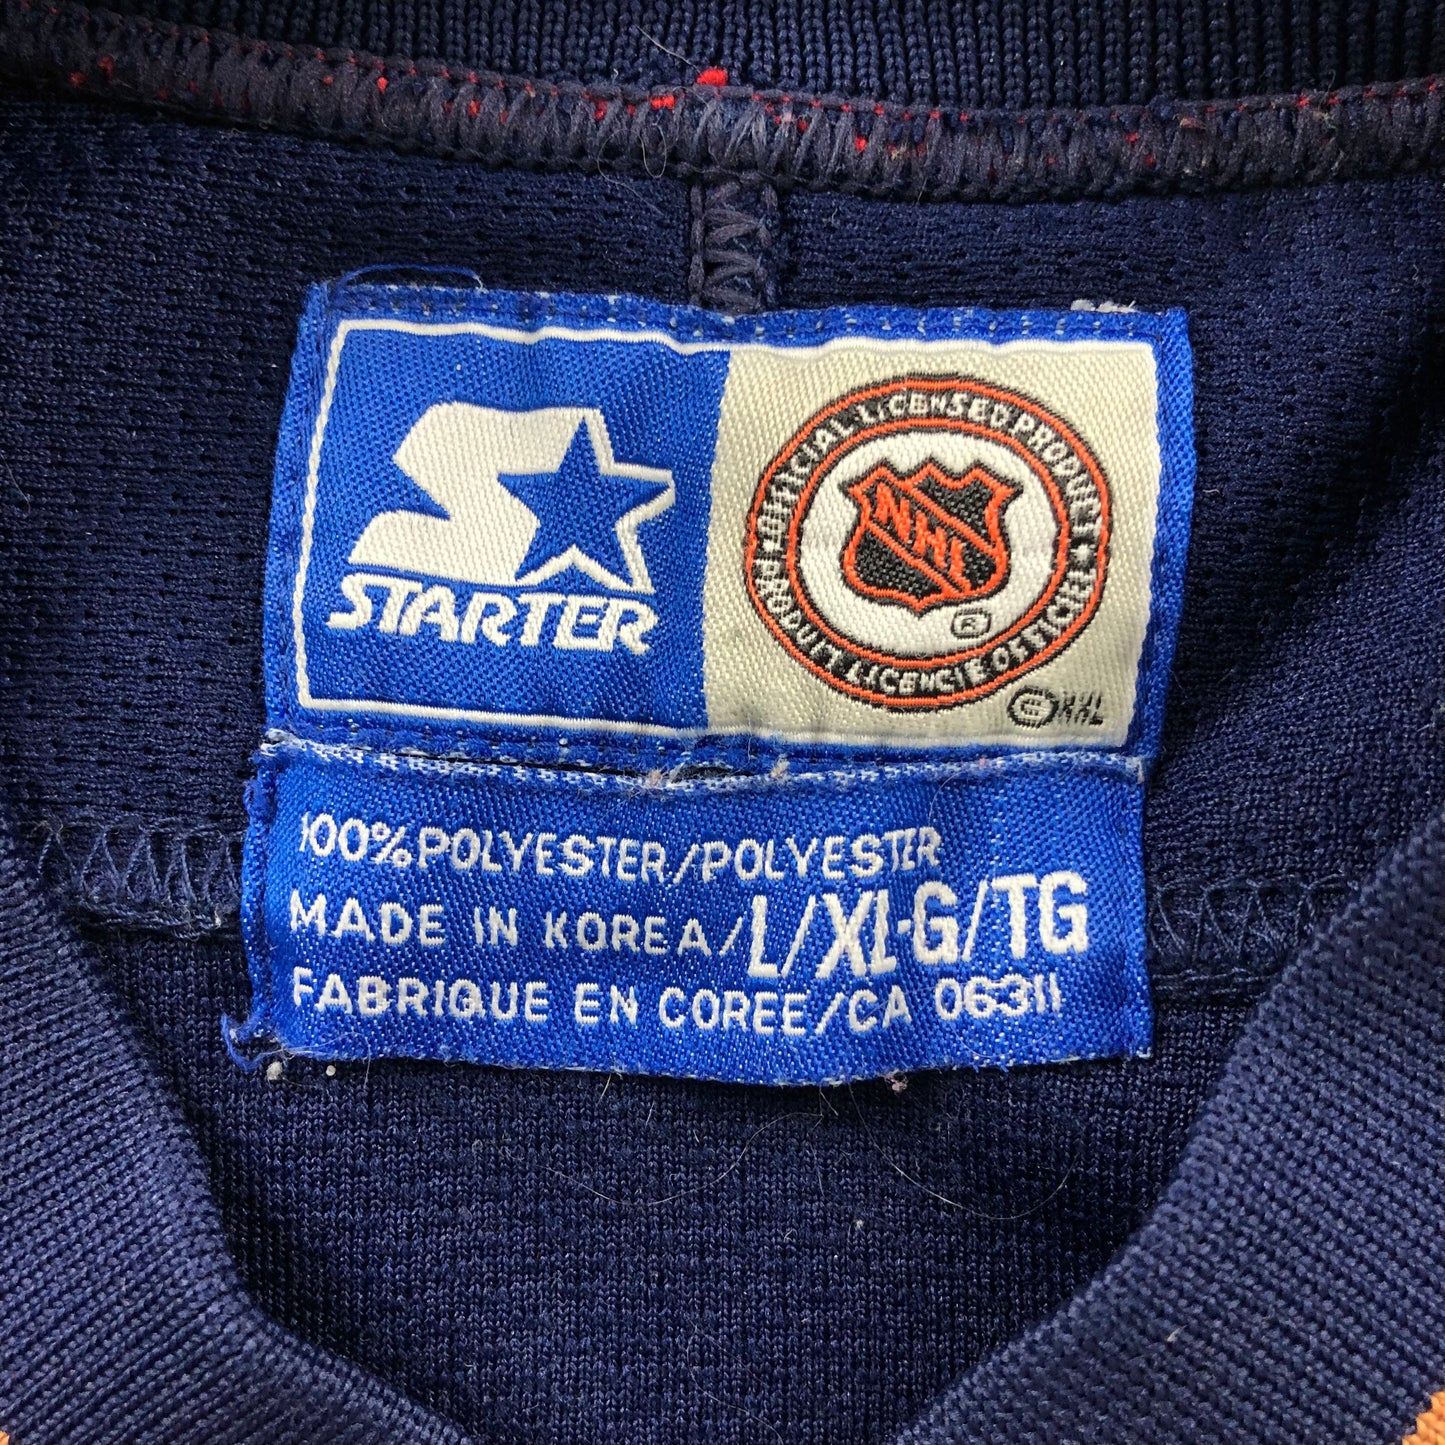 STARTER
OFFICIAL LICENSED PRODUCT
NHL
®
PRODUIT LICENCIÉ OFFICIEL
© NHL
100% POLYESTER/POLYESTER
MADE IN KOREA/L/XL-G/TG
FABRIQUE EN COREE/CA 06311